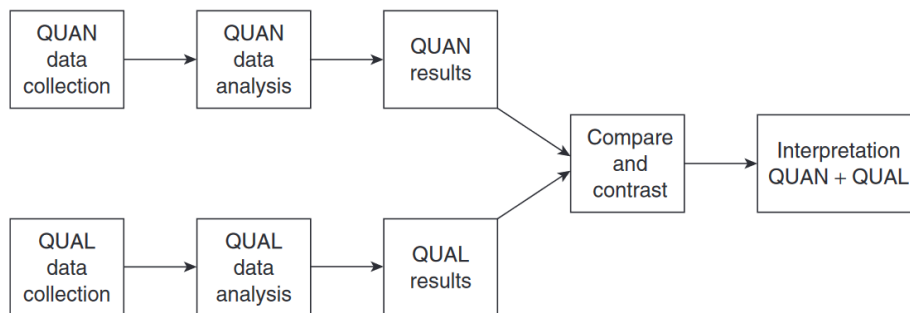 QUAN
data
collection
QUAN
data
analysis
QUAN
results
Compare
and
contrast
Interpretation
QUAN + QUAL
QUAL
data
collection
QUAL
data
analysis
QUAL
results